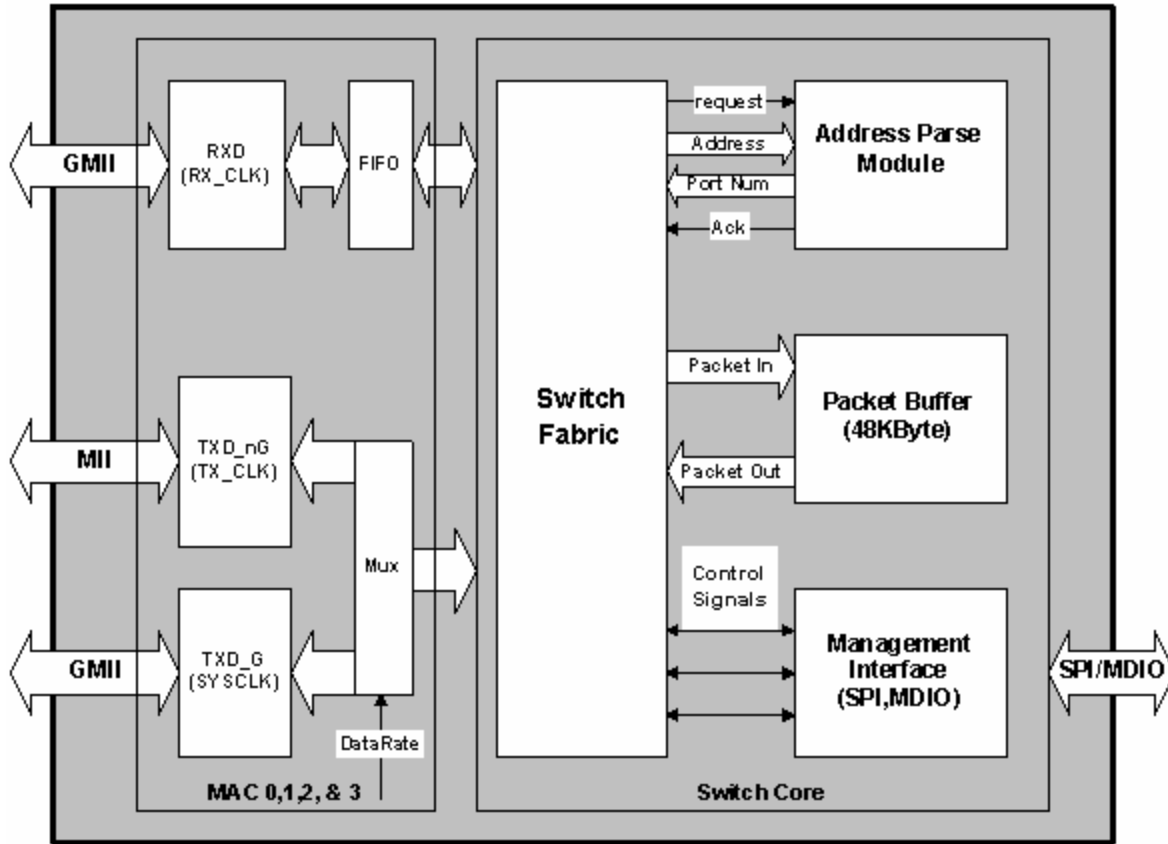 GMII
RXD
(RX_CLK)
FIFO
MII
TXD_nG
(TX_CLK)
Mux
GMII
TXD_G
(SYSCLK)
DataRate
MAC 0,1,2, & 3
Switch
Fabric
request
Address
Port Num
Ack
Address Parse
Module
Packet In
Packet Out
Packet Buffer
(48KByte)
Control
Signals
Management
Interface
(SPI,MDIO)
SPI/MDIO
Switch Core